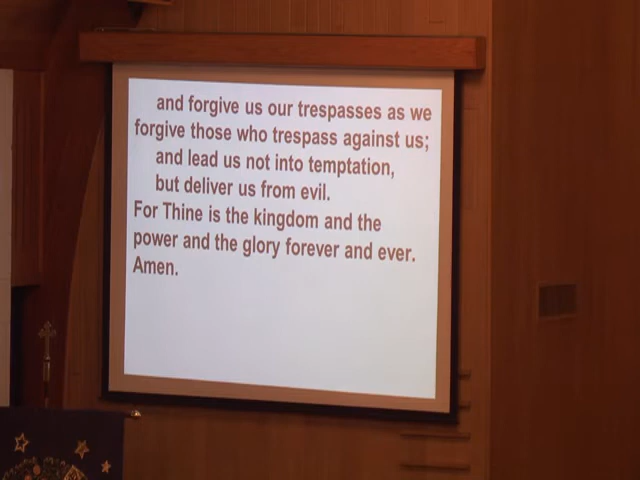 and forgive us our trespasses as we
forgive those who trespass against us;
and lead us not into temptation,
but deliver us from evil.
For Thine is the kingdom and the
power and the glory forever and ever.
Amen.